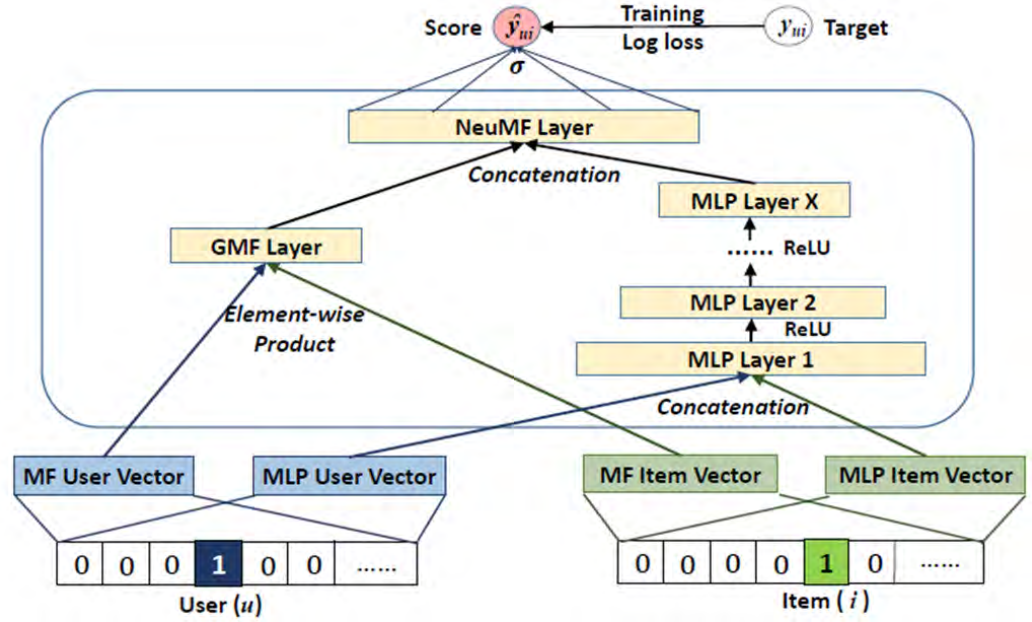 Score ŷui Training yui Target
Log loss
σ
NeuMF Layer
Concatenation
MLP Layer X
GMF Layer
...... ReLU
Element-wise
Product
MLP Layer 2
ReLU
MLP Layer 1
Concatenation
MF User Vector MLP User Vector MF Item Vector MLP Item Vector
0 0 0 1 0 0 ...... 0 0 0 0 1 0 ......
User (u) Item ( i )